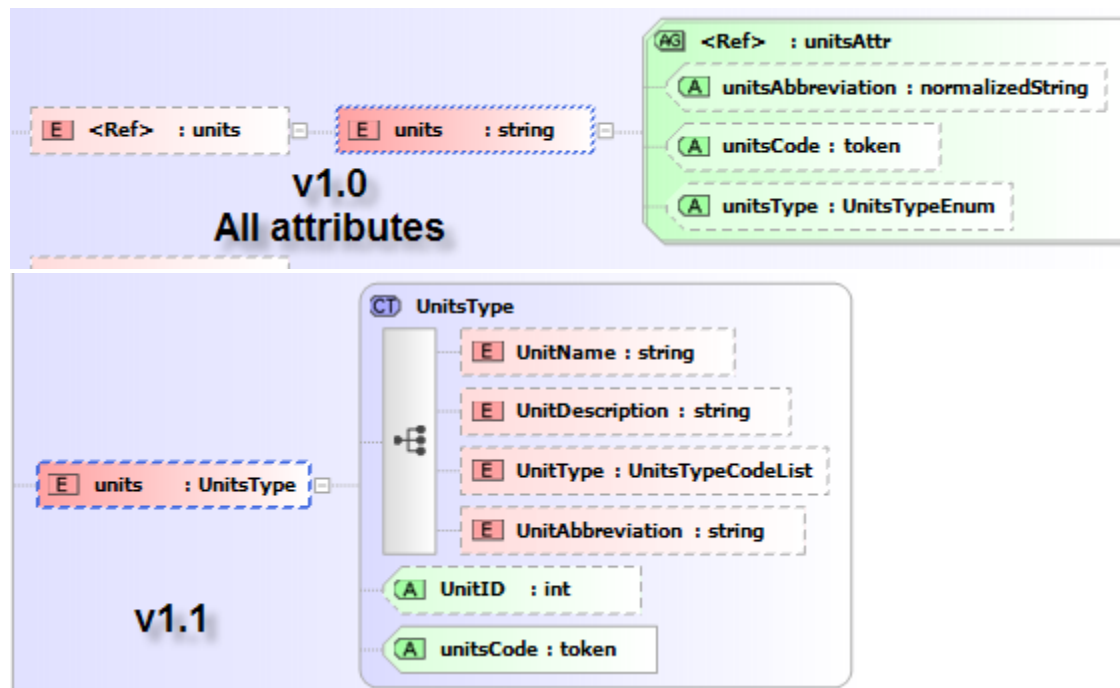 AG <Ref> : unitsAttr
A unitsAbbreviation : normalizedString
E <Ref> : units E units : string
A unitsCode : token
A unitsType : UnitsTypeEnum
v1.0
All attributes
CT UnitsType
E UnitName : string
E UnitDescription : string
E UnitType : UnitsTypeCodeList
E units : UnitsType
E UnitAbbreviation : string
A UnitID : int
A unitsCode : token
v1.1